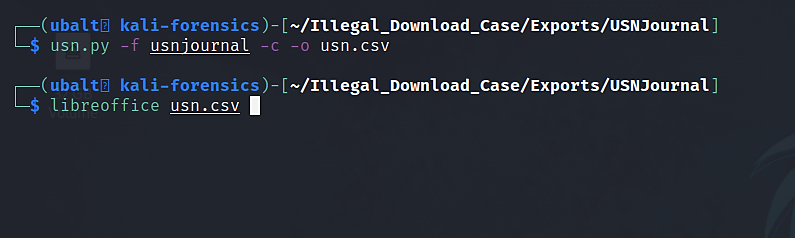 ┌──(ubalt㉿ kali-forensics)-[~/Illegal_Download_Case/Exports/USNJournal]
└─$ usn.py -f usnjournal -c -o usn.csv
┌──(ubalt㉿ kali-forensics)-[~/Illegal_Download_Case/Exports/USNJournal]
└─$ libreoffice usn.csv
Volume